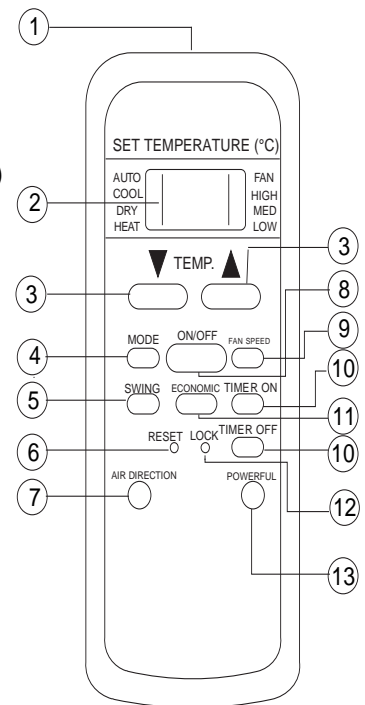 1
SET TEMPERATURE (°C)
AUTO
COOL
DRY
HEAT
FAN
HIGH
MED
LOW
2
TEMP.
3
3
8
MODE
ON/OFF
FAN SPEED
4
9
SWING
ECONOMIC
TIMER ON
10
5
11
RESET
LOCK
TIMER OFF
6
10
AIR DIRECTION
POWERFUL
7
12
13